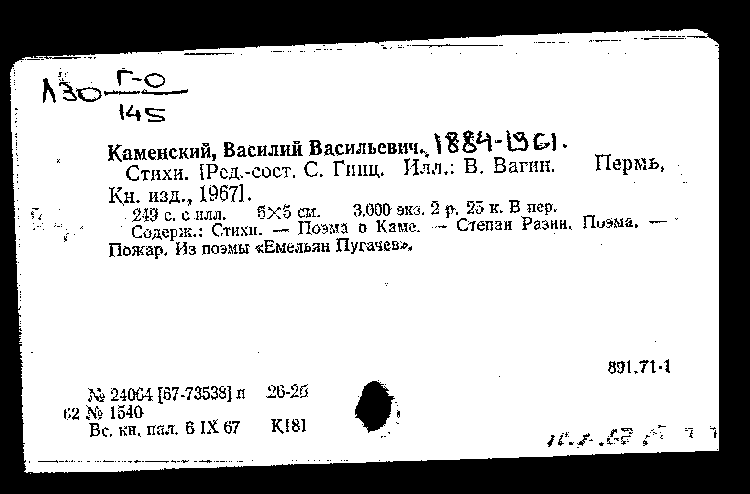 Л30 Г-0
145
Каменский, Василий Васильевич. 1884-1961.
Стихи. [Ред.-сост. С. Гинц. Илл.: В. Вагин. Пермь,
Кн. изд., 1967].
249 с. с илл. 5×5 см. 3.000 экз. 2 р. 25 к. В пер.
Содерж.: Стихи. — Поэма о Каме. — Степан Разин. Поэма. —
Пожар. Из поэмы «Емельян Пугачев».
891.71-1
№ 24064 [67-73538] п 26-26
62 № 1540
Вс. кн. пал. 6 IX 67 К181